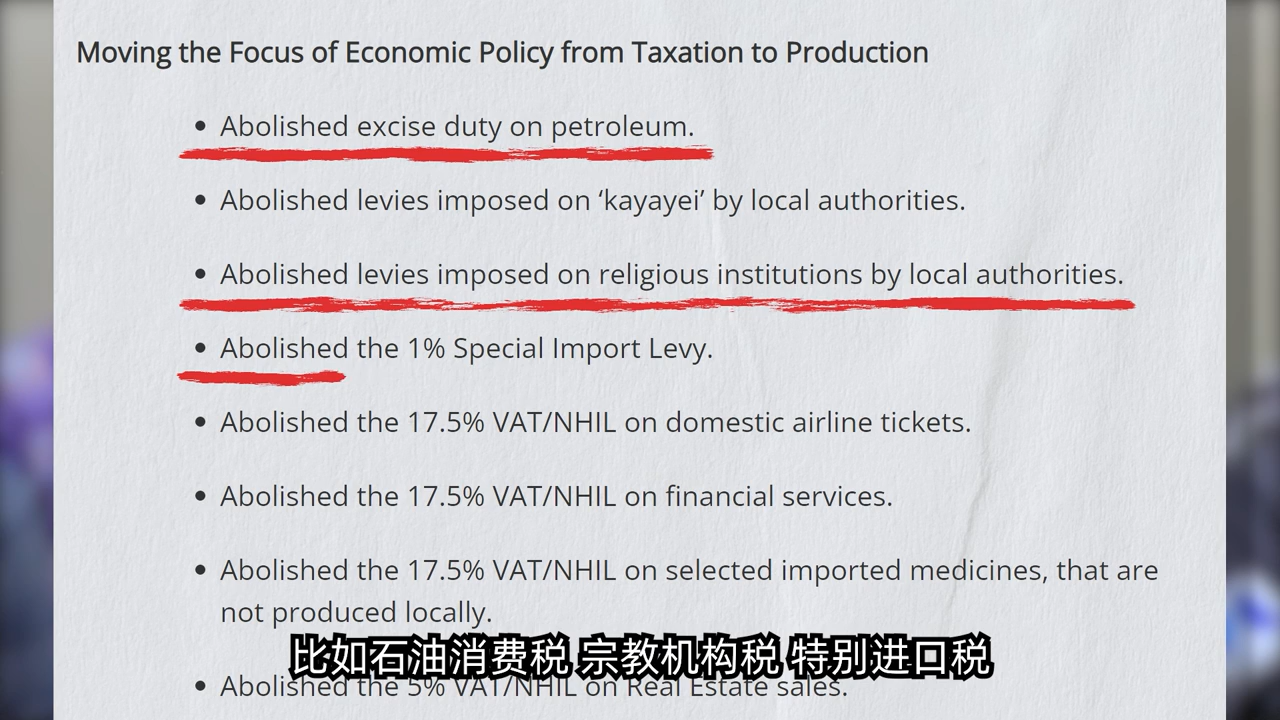 Moving the Focus of Economic Policy from Taxation to Production
• Abolished excise duty on petroleum.
• Abolished levies imposed on ‘kayayei’ by local authorities.
• Abolished levies imposed on religious institutions by local authorities.
• Abolished the 1% Special Import Levy.
• Abolished the 17.5% VAT/NHIL on domestic airline tickets.
• Abolished the 17.5% VAT/NHIL on financial services.
• Abolished the 17.5% VAT/NHIL on selected imported medicines, that are
not produced locally.
比如石油消费税 宗教机构税 特别进口税
• Abolished the 5% VAT/NHIL on Real Estate sales.